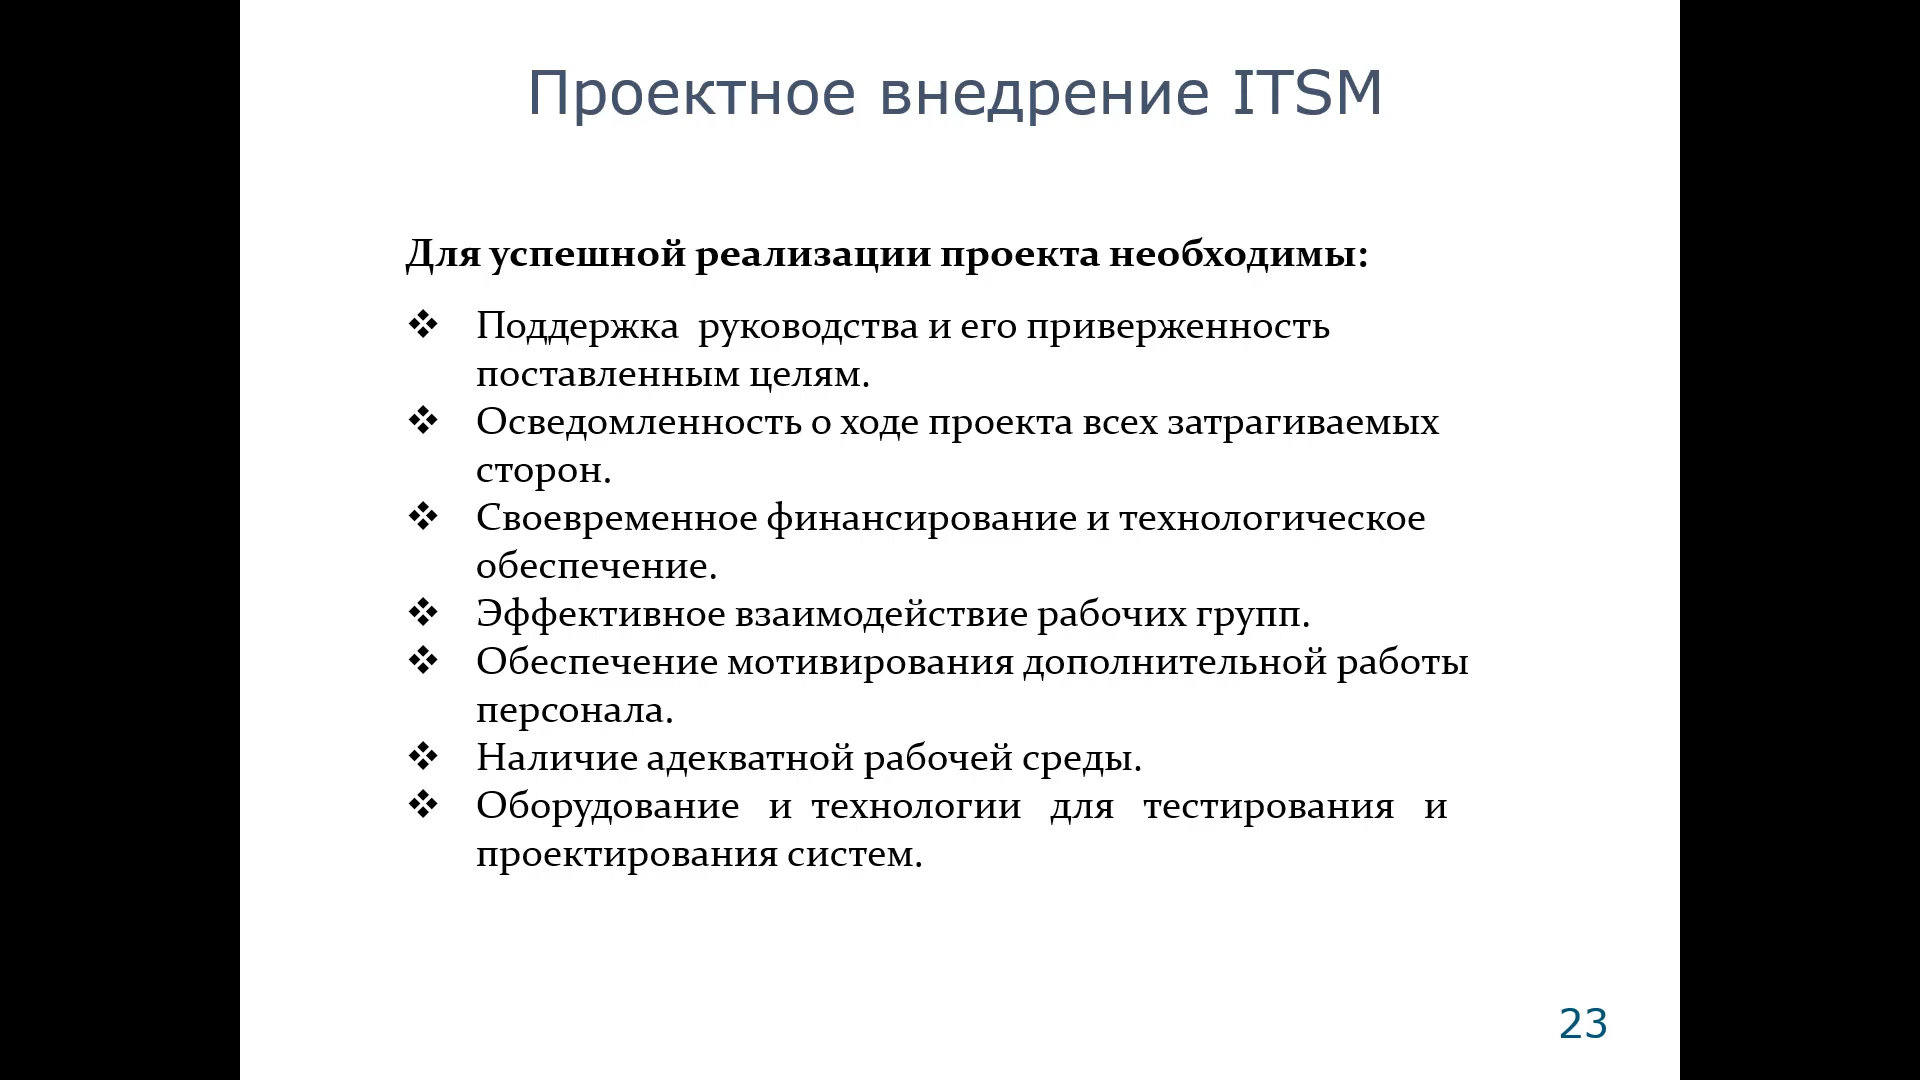 Проектное внедрение ITSM
Для успешной реализации проекта необходимы:
❖ Поддержка руководства и его приверженность
поставленным целям.
❖ Осведомленность о ходе проекта всех затрагиваемых
сторон.
❖ Своевременное финансирование и технологическое
обеспечение.
❖ Эффективное взаимодействие рабочих групп.
❖ Обеспечение мотивирования дополнительной работы
персонала.
❖ Наличие адекватной рабочей среды.
❖ Оборудование и технологии для тестирования и
проектирования систем.
23